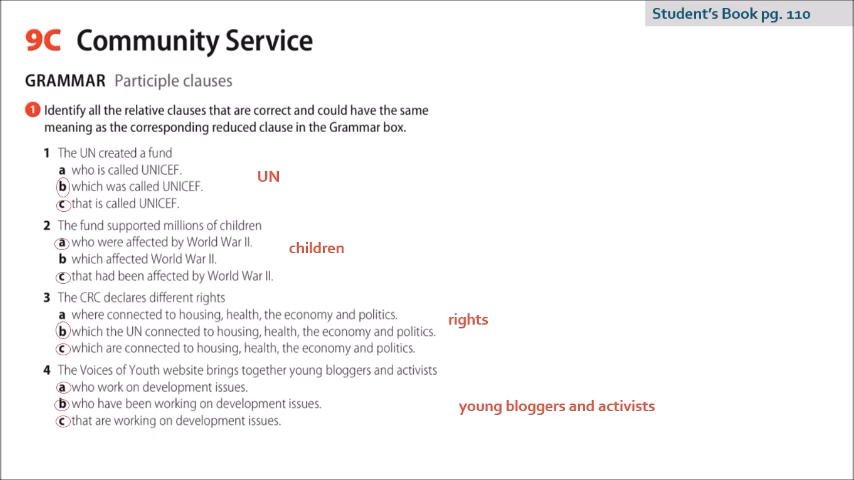 Student's Book pg. 110
9C Community Service
GRAMMAR Participle clauses
1 Identify all the relative clauses that are correct and could have the same
meaning as the corresponding reduced clause in the Grammar box.
1 The UN created a fund
a who is called UNICEF.
UN
b which was called UNICEF.
c that is called UNICEF.
2 The fund supported millions of children
a who were affected by World War II.
children
b which affected World War II.
c that had been affected by World War II.
3 The CRC declares different rights
a where connected to housing, health, the economy and politics.
rights
b which the UN connected to housing, health, the economy and politics.
c which are connected to housing, health, the economy and politics.
4 The Voices of Youth website brings together young bloggers and activists
a who work on development issues.
b who have been working on development issues.
young bloggers and activists
c that are working on development issues.